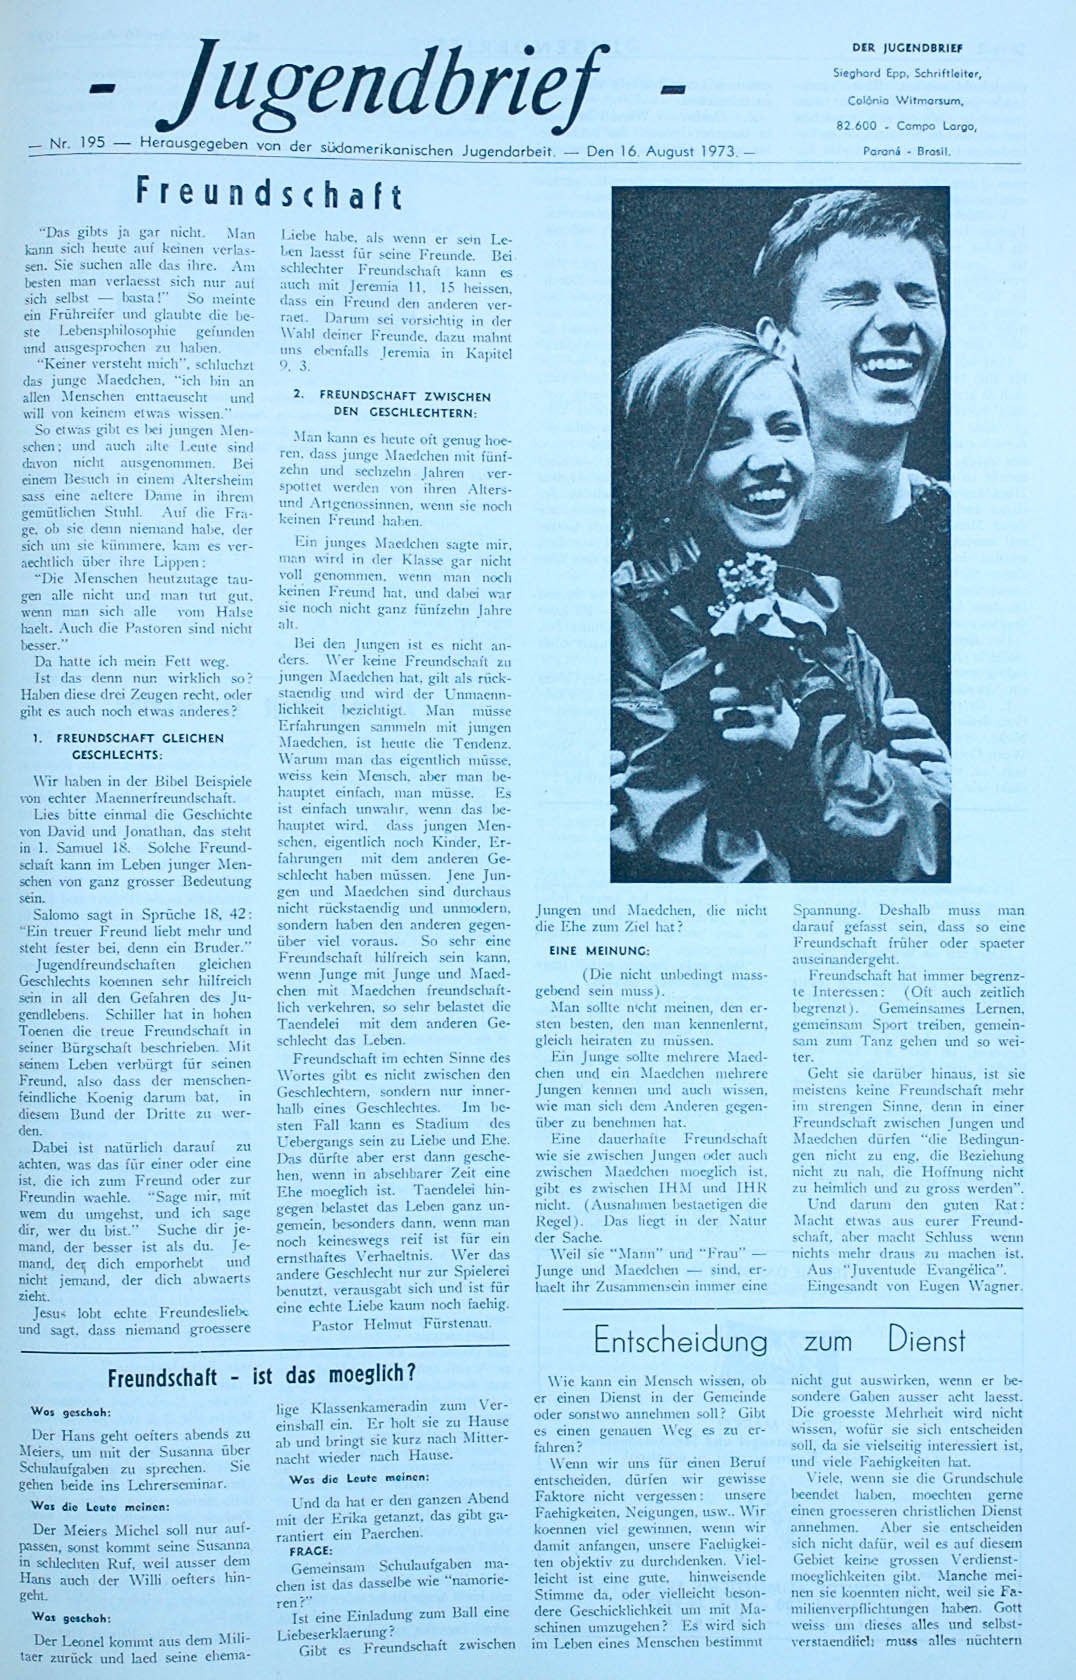 - Jugendbrief -
DER JUGENDBRIEF
Sieghard Epp, Schriftleiter,
Colônia Witmarsum,
82.600 - Campo Largo,
Paraná - Brasil.
— Nr. 195 — Herausgegeben von der südamerikanischen Jugendarbeit. — Den 16. August 1973. —
Freundschaft
"Das gibts ja gar nicht. Man
kann sich heute auf keinen verlas-
sen. Sie suchen alle das ihre. Am
besten man verlaesst sich nur auf
sich selbst — basta!" So meinte
ein Frühreifer und glaubte die be-
ste Lebensphilosophie gefunden
und ausgesprochen zu haben.
"Keiner versteht mich", schluchzt
das junge Maedchen, "ich bin an
allen Menschen enttaeuscht und
will von keinem etwas wissen."
So etwas gibt es bei jungen Men-
schen; und auch alte Leute sind
davon nicht ausgenommen. Bei
einem Besuch in einem Altersheim
sass eine aeltere Dame in ihrem
gemütlichen Stuhl. Auf die Fra-
ge, ob sie denn niemand habe, der
sich um sie kümmere, kam es ver-
aechtlich über ihre Lippen:
"Die Menschen heutzutage tau-
gen alle nicht und man tut gut,
wenn man sich alle vom Halse
haelt. Auch die Pastoren sind nicht
besser."
Da hatte ich mein Fett weg.
Ist das denn nun wirklich so?
Haben diese drei Zeugen recht, oder
gibt es auch noch etwas anderes?
1. FREUNDSCHAFT GLEICHEN
GESCHLECHTS:
Wir haben in der Bibel Beispiele
von echter Maennerfreundschaft.
Lies bitte einmal die Geschichte
von David und Jonathan, das steht
in 1. Samuel 18. Solche Freund-
schaft kann im Leben junger Men-
schen von ganz grosser Bedeutung
sein.
Salomo sagt in Sprüche 18, 42:
"Ein treuer Freund liebt mehr und
steht fester bei, denn ein Bruder."
Jugendfreundschaften gleichen
Geschlechts koennen sehr hilfreich
sein in all den Gefahren des Ju-
gendlebens. Schiller hat in hohen
Toenen die treue Freundschaft in
seiner Bürgschaft beschrieben. Mit
seinem Leben verbürgt für seinen
Freund, also dass der menschen-
feindliche Koenig darum bat, in
diesem Bund der Dritte zu wer-
den.
Dabei ist natürlich darauf zu
achten, was das für einer oder eine
ist, die ich zum Freund oder zur
Freundin waehle. "Sage mir, mit
wem du umgehst, und ich sage
dir, wer du bist." Suche dir je-
mand, der besser ist als du. Je-
mand, der dich emporhebt und
nicht jemand, der dich abwaerts
zieht.
Jesus lobt echte Freundesliebe
und sagt, dass niemand groessere
Liebe habe, als wenn er sein Le-
ben laesst für seine Freunde. Bei
schlechter Freundschaft kann es
auch mit Jeremia 11, 15 heissen,
dass ein Freund den anderen ver-
raet. Darum sei vorsichtig in der
Wahl deiner Freunde, dazu mahnt
uns ebenfalls Jeremia in Kapitel
9, 3.
2. FREUNDSCHAFT ZWISCHEN
DEN GESCHLECHTERN:
Man kann es heute oft genug hoe-
ren, dass junge Maedchen mit fünf-
zehn und sechzehn Jahren ver-
spottet werden von ihren Alters-
und Artgenossinnen, wenn sie noch
keinen Freund haben.
Ein junges Maedchen sagte mir,
man wird in der Klasse gar nicht
voll genommen, wenn man noch
keinen Freund hat, und dabei war
sie noch nicht ganz fünfzehn Jahre
alt.
Bei den Jungen ist es nicht an-
ders. Wer keine Freundschaft zu
jungen Maedchen hat, gilt als rück-
staendig und wird der Unmaenn-
lichkeit bezichtigt. Man müsse
Erfahrungen sammeln mit jungen
Maedchen, ist heute die Tendenz.
Warum man das eigentlich müsse,
weiss kein Mensch, aber man be-
hauptet einfach, man müsse. Es
ist einfach unwahr, wenn das be-
hauptet wird, dass jungen Men-
schen, eigentlich noch Kinder, Er-
fahrungen mit dem anderen Ge-
schlecht haben müssen. Jene Jun-
gen und Maedchen sind durchaus
nicht rückstaendig und unmodern,
sondern haben den anderen gegen-
über viel voraus. So sehr eine
Freundschaft hilfreich sein kann,
wenn Junge mit Junge und Maed-
chen mit Maedchen freundschaft-
lich verkehren, so sehr belastet die
Taendelei mit dem anderen Ge-
schlecht das Leben.
Freundschaft im echten Sinne des
Wortes gibt es nicht zwischen den
Geschlechtern, sondern nur inner-
halb eines Geschlechtes. Im be-
sten Fall kann es Stadium des
Uebergangs sein zu Liebe und Ehe.
Das dürfte aber erst dann gesche-
hen, wenn in absehbarer Zeit eine
Ehe moeglich ist. Taendelei hin-
gegen belastet das Leben ganz un-
gemein, besonders dann, wenn man
noch keineswegs reif ist für ein
ernsthaftes Verhaeltnis. Wer das
andere Geschlecht nur zur Spielerei
benutzt, verausgabt sich und ist für
eine echte Liebe kaum noch faehig.
Pastor Helmut Fürstenau.
Freundschaft - ist das moeglich?
Was geschah:
Der Hans geht oefters abends zu
Meiers, um mit der Susanna über
Schulaufgaben zu sprechen. Sie
gehen beide ins Lehrerseminar.
Was die Leute meinen:
Der Meiers Michel soll nur auf-
passen, sonst kommt seine Susanna
in schlechten Ruf, weil ausser dem
Hans auch der Willi oefters hin-
geht.
Was geschah:
Der Leonel kommt aus dem Mili-
taer zurück und laed seine ehema-
lige Klassenkameradin zum Ver-
einsball ein. Er holt sie zu Hause
ab und bringt sie kurz nach Mitter-
nacht wieder nach Hause.
Was die Leute meinen:
Und da hat er den ganzen Abend
mit der Erika getanzt, das gibt ga-
rantiert ein Paerchen.
FRAGE:
Gemeinsam Schulaufgaben ma-
chen ist das dasselbe wie "namorie-
ren?"
Ist eine Einladung zum Ball eine
Liebeserklaerung?
Gibt es Freundschaft zwischen
Jungen und Maedchen, die nicht
die Ehe zum Ziel hat?
EINE MEINUNG:
(Die nicht unbedingt mass-
gebend sein muss).
Man sollte nicht meinen, den er-
sten besten, den man kennenlernt,
gleich heiraten zu müssen.
Ein Junge sollte mehrere Maed-
chen und ein Maedchen mehrere
Jungen kennen und auch wissen,
wie man sich dem Anderen gegen-
über zu benehmen hat.
Eine dauerhafte Freundschaft
wie sie zwischen Jungen oder auch
zwischen Maedchen moeglich ist,
gibt es zwischen IHM und IHR
nicht. (Ausnahmen bestaetigen die
Regel). Das liegt in der Natur
der Sache.
Weil sie "Mann" und "Frau" —
Junge und Maedchen — sind, er-
haelt ihr Zusammensein immer eine
Spannung. Deshalb muss man
darauf gefasst sein, dass so eine
Freundschaft früher oder spaeter
auseinandergeht.
Freundschaft hat immer begrenz-
te Interessen: (Oft auch zeitlich
begrenzt). Gemeinsames Lernen,
gemeinsam Sport treiben, gemein-
sam zum Tanz gehen und so wei-
ter.
Geht sie darüber hinaus, ist sie
meistens keine Freundschaft mehr
im strengen Sinne, denn in einer
Freundschaft zwischen Jungen und
Maedchen dürfen "die Bedingun-
gen nicht zu eng, die Beziehung
nicht zu nah, die Hoffnung nicht
zu heimlich und zu gross werden".
Und darum den guten Rat:
Macht etwas aus eurer Freund-
schaft, aber macht Schluss wenn
nichts mehr draus zu machen ist.
Aus "Juventude Evangélica".
Eingesandt von Eugen Wagner.
Entscheidung zum Dienst
Wie kann ein Mensch wissen, ob
er einen Dienst in der Gemeinde
oder sonstwo annehmen soll? Gibt
es einen genauen Weg es zu er-
fahren?
Wenn wir uns für einen Beruf
entscheiden, dürfen wir gewisse
Faktore nicht vergessen: unsere
Faehigkeiten, Neigungen, usw.. Wir
koennen viel gewinnen, wenn wir
damit anfangen, unsere Faehigkei-
ten objektiv zu durchdenken. Viel-
leicht ist eine gute, hinweisende
Stimme da, oder vielleicht beson-
dere Geschicklichkeit um mit Ma-
schinen umzugehen? Es wird sich
im Leben eines Menschen bestimmt
nicht gut auswirken, wenn er be-
sondere Gaben ausser acht laesst.
Die groesste Mehrheit wird nicht
wissen, wofür sie sich entscheiden
soll, da sie vielseitig interessiert ist,
und viele Faehigkeiten hat.
Viele, wenn sie die Grundschule
beendet haben, moechten gerne
einen groesseren christlichen Dienst
annehmen. Aber sie entscheiden
sich nicht dafür, weil es auf diesem
Gebiet keine grossen Verdienst-
moeglichkeiten gibt. Manche mei-
nen sie koennten nicht, weil sie Fa-
milienverpflichtungen haben. Gott
weiss um dieses alles und selbst-
verstaendlich muss alles nüchtern